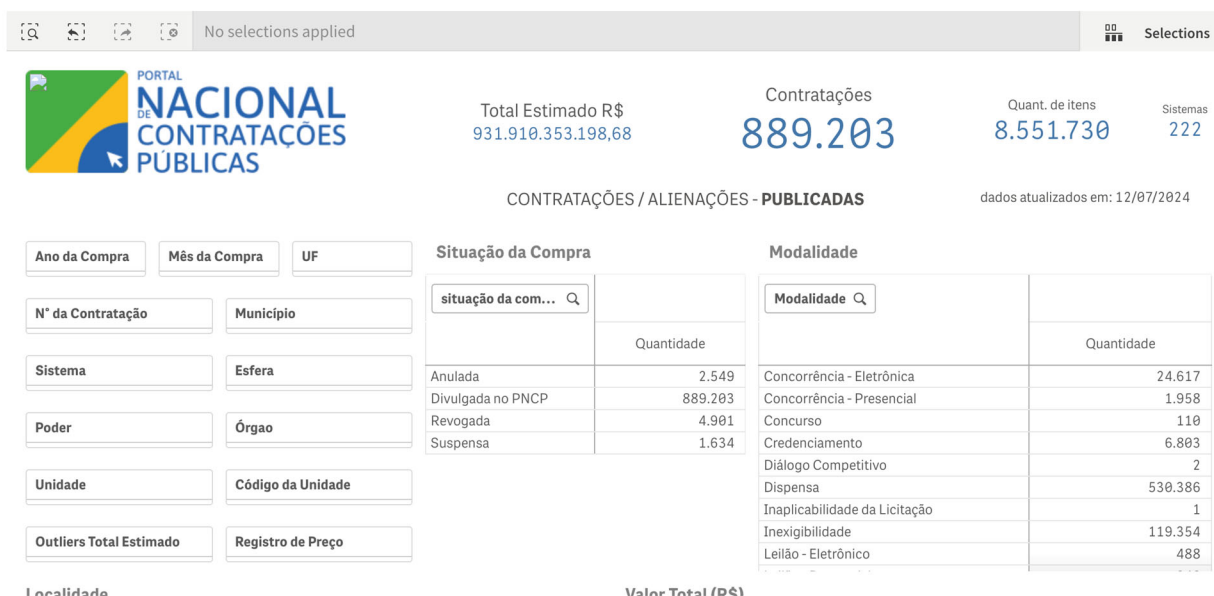 No selections applied
Selections
PORTAL
NACIONAL
DE
CONTRATAÇÕES
PÚBLICAS
Total Estimado R$
931.910.353.198,68
Contratações
889.203
Quant. de itens
8.551.730
Sistemas
222
CONTRATAÇÕES / ALIENAÇÕES - PUBLICADAS
dados atualizados em: 12/07/2024
Ano da Compra
Mês da Compra
UF
N° da Contratação
Município
Sistema
Esfera
Poder
Órgao
Unidade
Código da Unidade
Outliers Total Estimado
Registro de Preço
Situação da Compra
situação da com...
Quantidade
Anulada 2.549
Divulgada no PNCP 889.203
Revogada 4.901
Suspensa 1.634
Modalidade
Modalidade
Quantidade
Concorrência - Eletrônica 24.617
Concorrência - Presencial 1.958
Concurso 110
Credenciamento 6.803
Diálogo Competitivo 2
Dispensa 530.386
Inaplicabilidade da Licitação 1
Inexigibilidade 119.354
Leilão - Eletrônico 488
Localidade
Valor Total (R$)